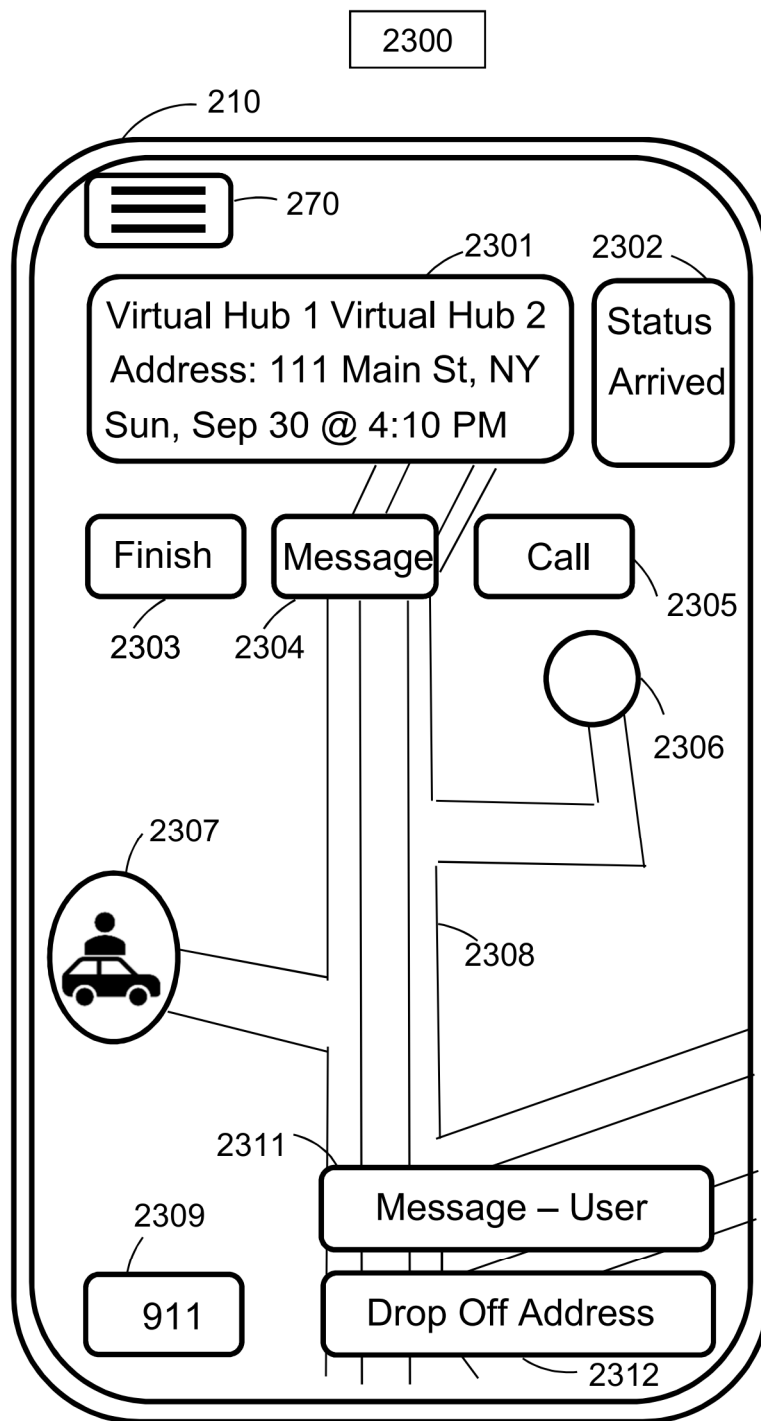 2300
210
270
2301
2302
Virtual Hub 1 Virtual Hub 2
Address: 111 Main St, NY
Sun, Sep 30 @ 4:10 PM
Status
Arrived
Finish
Message
Call
2303
2304
2305
2306
2307
2308
2311
Message – User
2309
911
Drop Off Address
2312